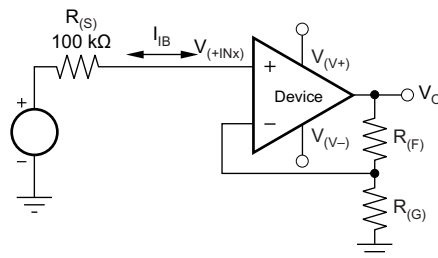 R(S)
100 kΩ
IIB
V(+INx)
V(V+)
+
Device
VO
+
−
−
V(V−)
R(F)
R(G)